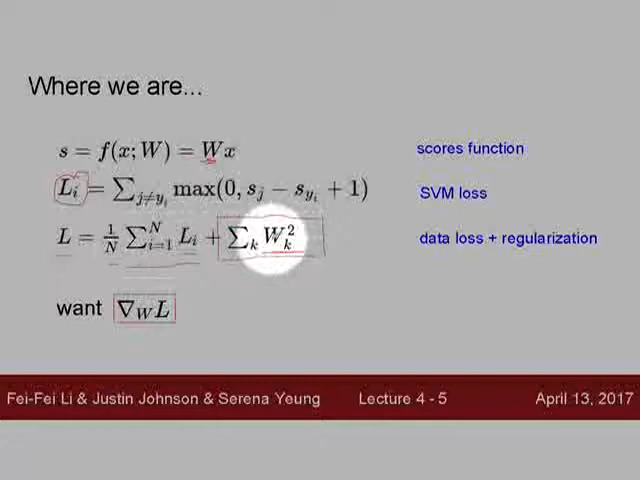 Where we are...
s = f(x; W) = Wx scores function
L_i = ∑_{j≠y_i} max(0, s_j − s_{y_i} + 1) SVM loss
L = \frac{1}{N} ∑_{i=1}^{N} L_i + ∑_k W_k^2 data loss + regularization
want ∇_W L
Fei-Fei Li & Justin Johnson & Serena Yeung Lecture 4 - 5 April 13, 2017